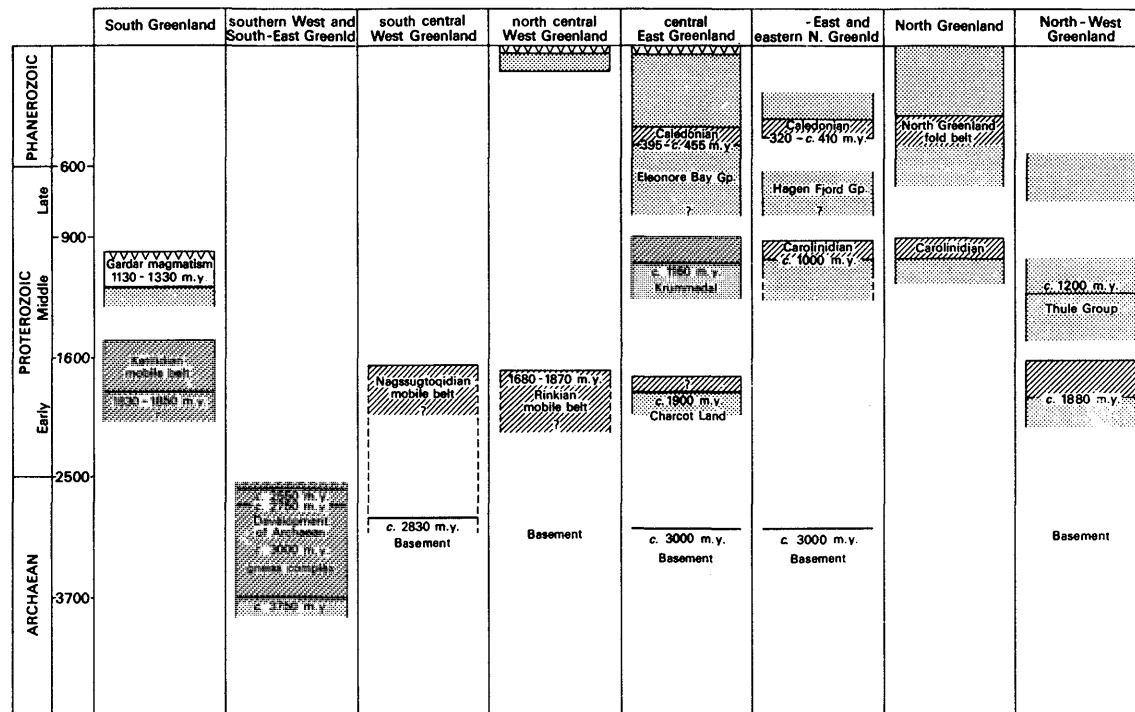 South Greenland
southern West and
South-East Greenld
south central
West Greenland
north central
West Greenland
central
East Greenland
-East and
eastern N. Greenld
North Greenland
North-West
Greenland
PHANEROZOIC
PROTEROZOIC
Late
Middle
Early
ARCHAEAN
600
900
1600
2500
3700
Gardar magmatism
1130 - 1330 m.y
Ketilidian
mobile belt
1830 - 1850 m.y.
c. 2550 m.y.
c. 2750 m.y.
Development
of Archaean
c. 3000 m.y.
gneiss complex
c. 3750 m.y
Nagssugtoqidian
mobile belt
?
c. 2830 m.y.
Basement
1680-1870 m.y.
Rinkian
mobile belt
?
Basement
Caledonian
395-c. 455 m.y.
Eleonore Bay Gp.
?
c. 1150 m.y.
Krummedal
?
c. 1900 m.y.
Charcot Land
c. 3000 m.y.
Basement
Caledonian
320 - c. 410 m.y.
Hagen Fjord Gp.
?
Carolinidian
c. 1000 m.y.
c. 3000 m.y.
Basement
North Greenland
fold belt
Carolinidian
c. 1200 m.y.
Thule Group
c. 1880 m.y.
Basement